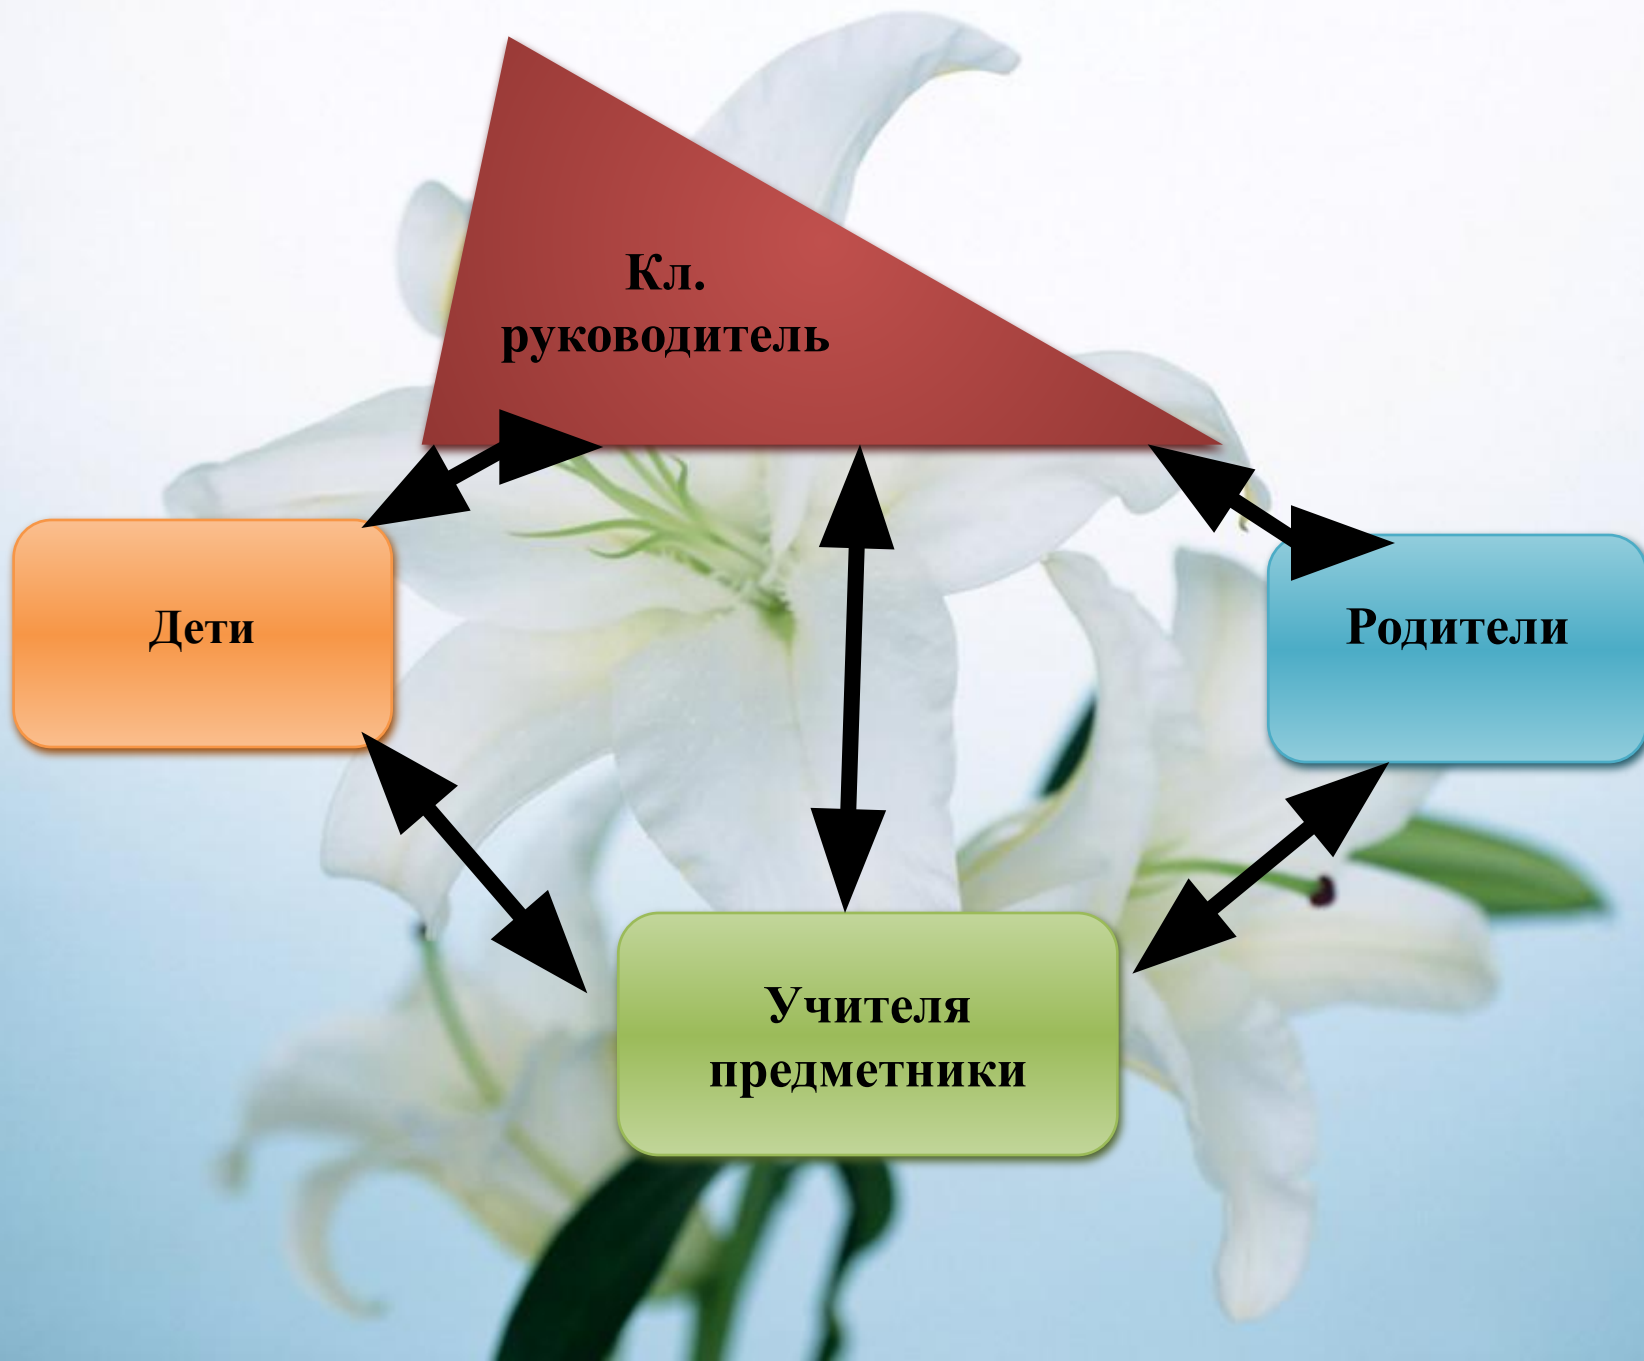 Кл.
руководитель
Дети
Родители
Учителя
предметники